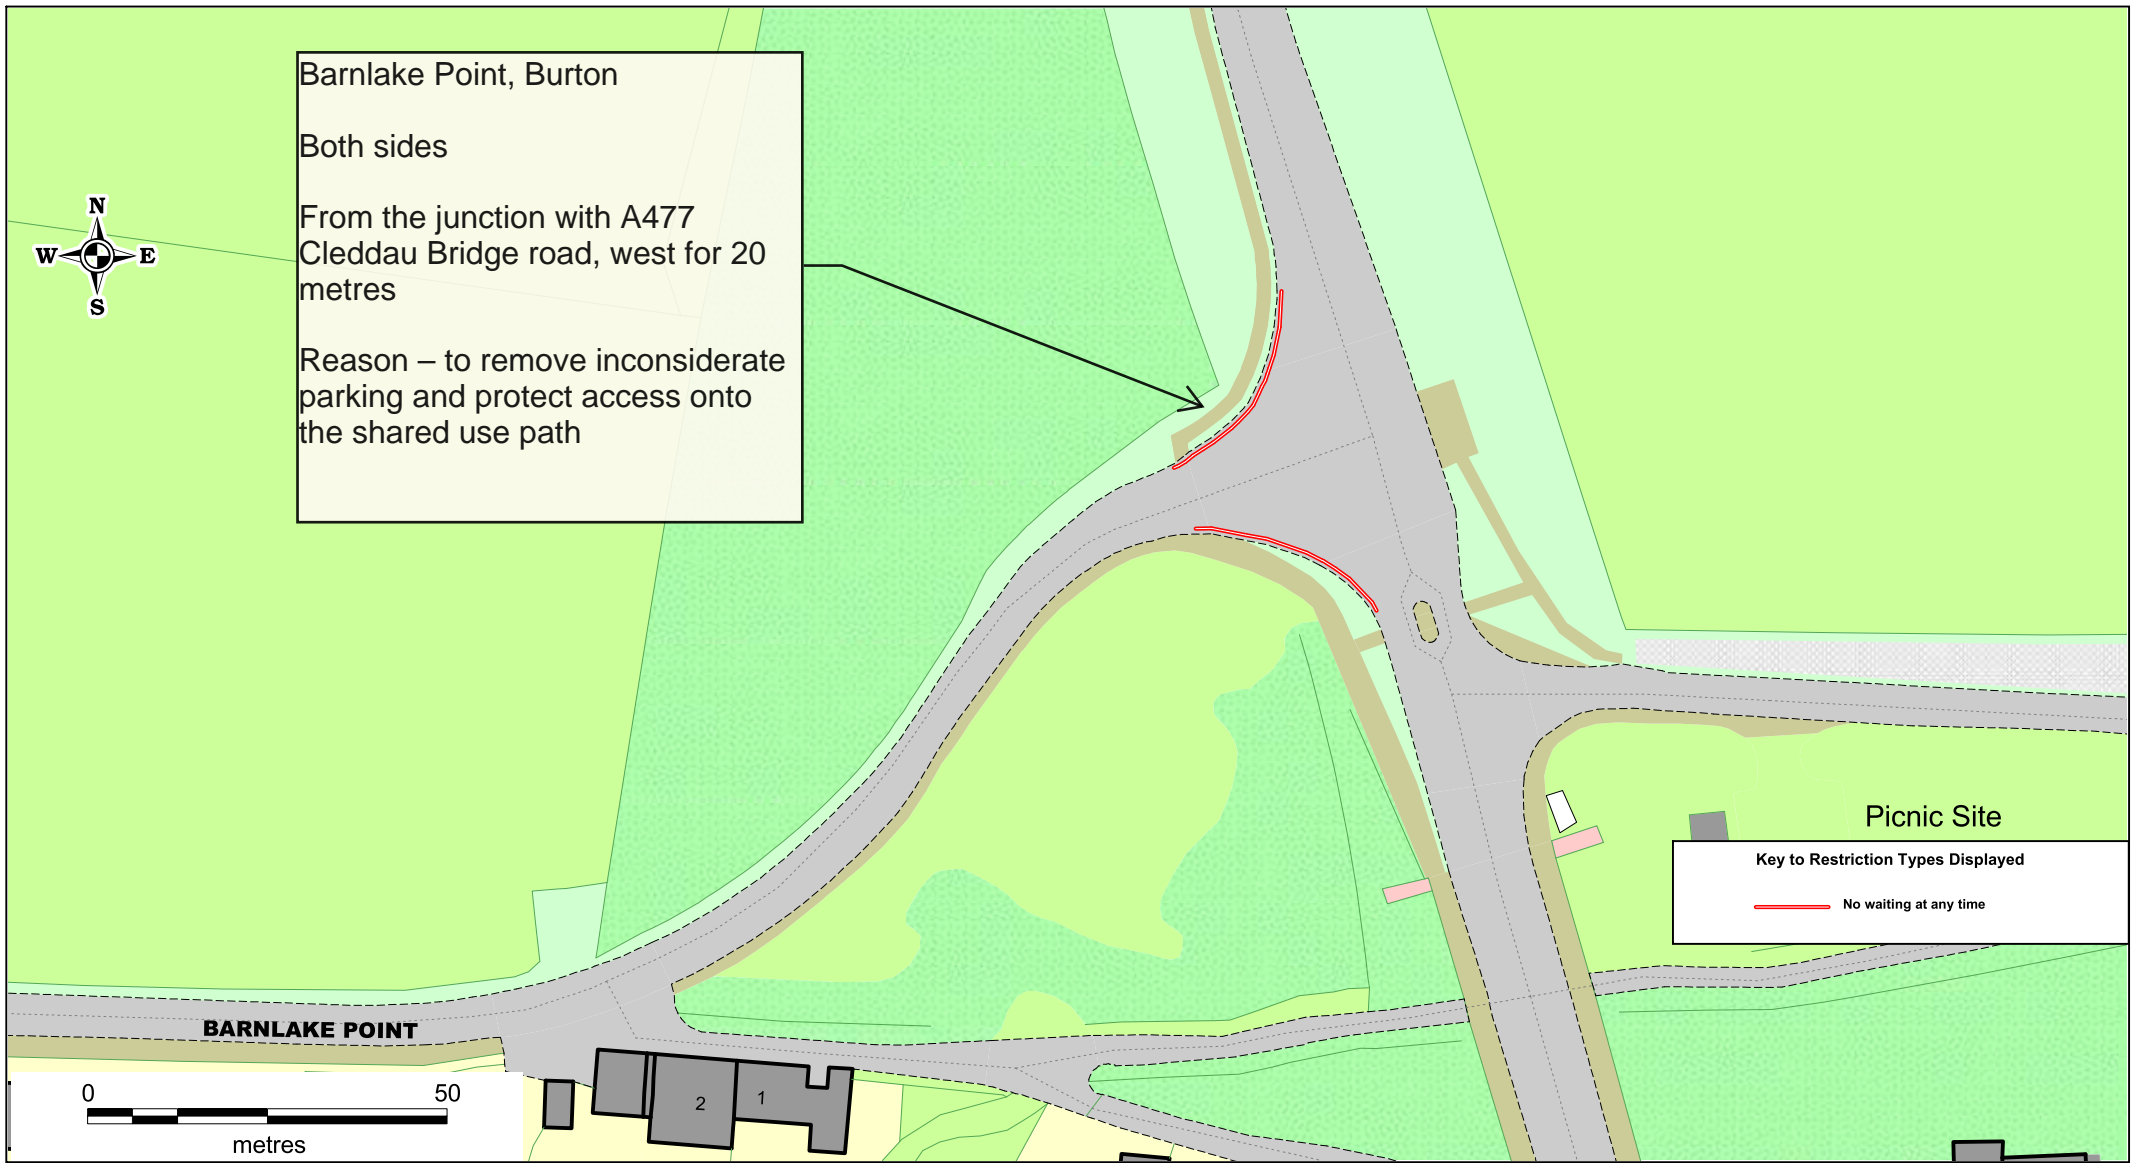 Barnlake Point, Burton
Both sides
From the junction with A477
Cleddau Bridge road, west for 20
metres
Reason – to remove inconsiderate
parking and protect access onto
the shared use path
N
W E
S
Picnic Site
Key to Restriction Types Displayed
No waiting at any time
BARNLAKE POINT
2
1
0 50
metres